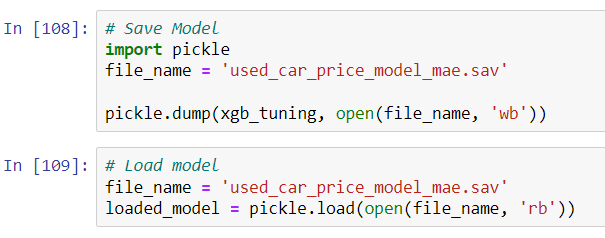 In [108]: # Save Model
import pickle
file_name = 'used_car_price_model_mae.sav'
pickle.dump(xgb_tuning, open(file_name, 'wb'))
In [109]: # Load model
file_name = 'used_car_price_model_mae.sav'
loaded_model = pickle.load(open(file_name, 'rb'))